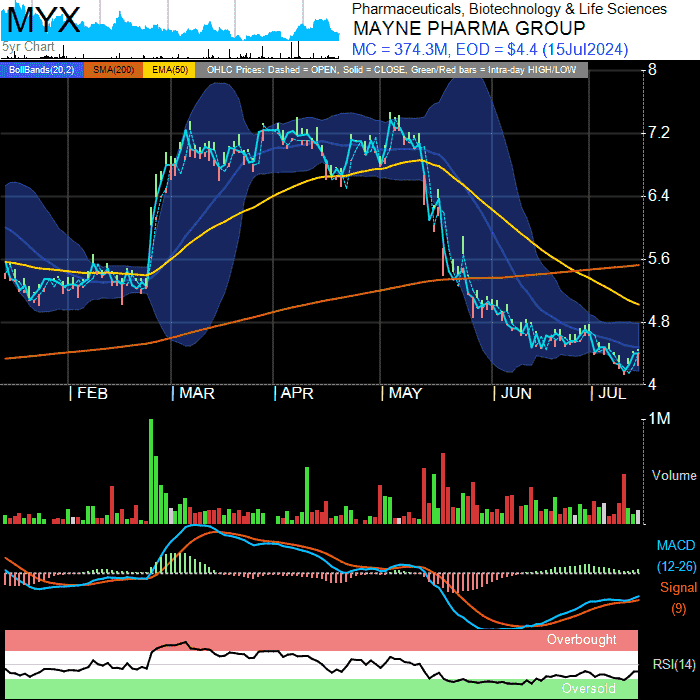 MYX
5yr Chart
Pharmaceuticals, Biotechnology & Life Sciences
MAYNE PHARMA GROUP
MC = 374.3M, EOD = $4.4 (15Jul2024)
BollBands(20,2) SMA(200) EMA(50) OHLC Prices: Dashed = OPEN, Solid = CLOSE, Green/Red bars = Intra-day HIGH/LOW
8
7.2
6.4
5.6
4.8
4
FEB MAR APR MAY JUN JUL
1M
Volume
MACD
(12-26)
Signal
(9)
Overbought
RSI(14)
Oversold